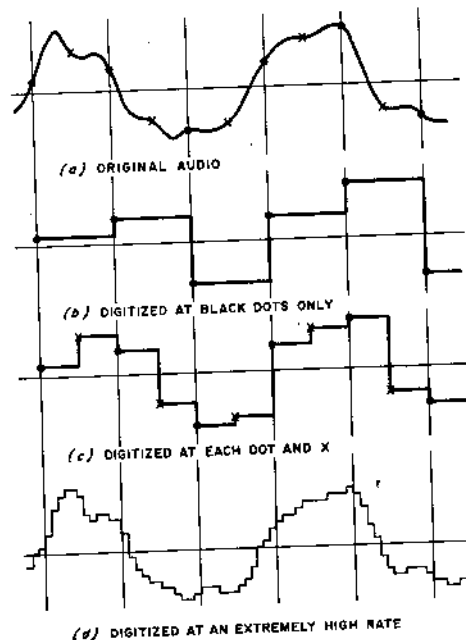 (a) ORIGINAL AUDIO
(b) DIGITIZED AT BLACK DOTS ONLY
(c) DIGITIZED AT EACH DOT AND X
(d) DIGITIZED AT AN EXTREMELY HIGH RATE